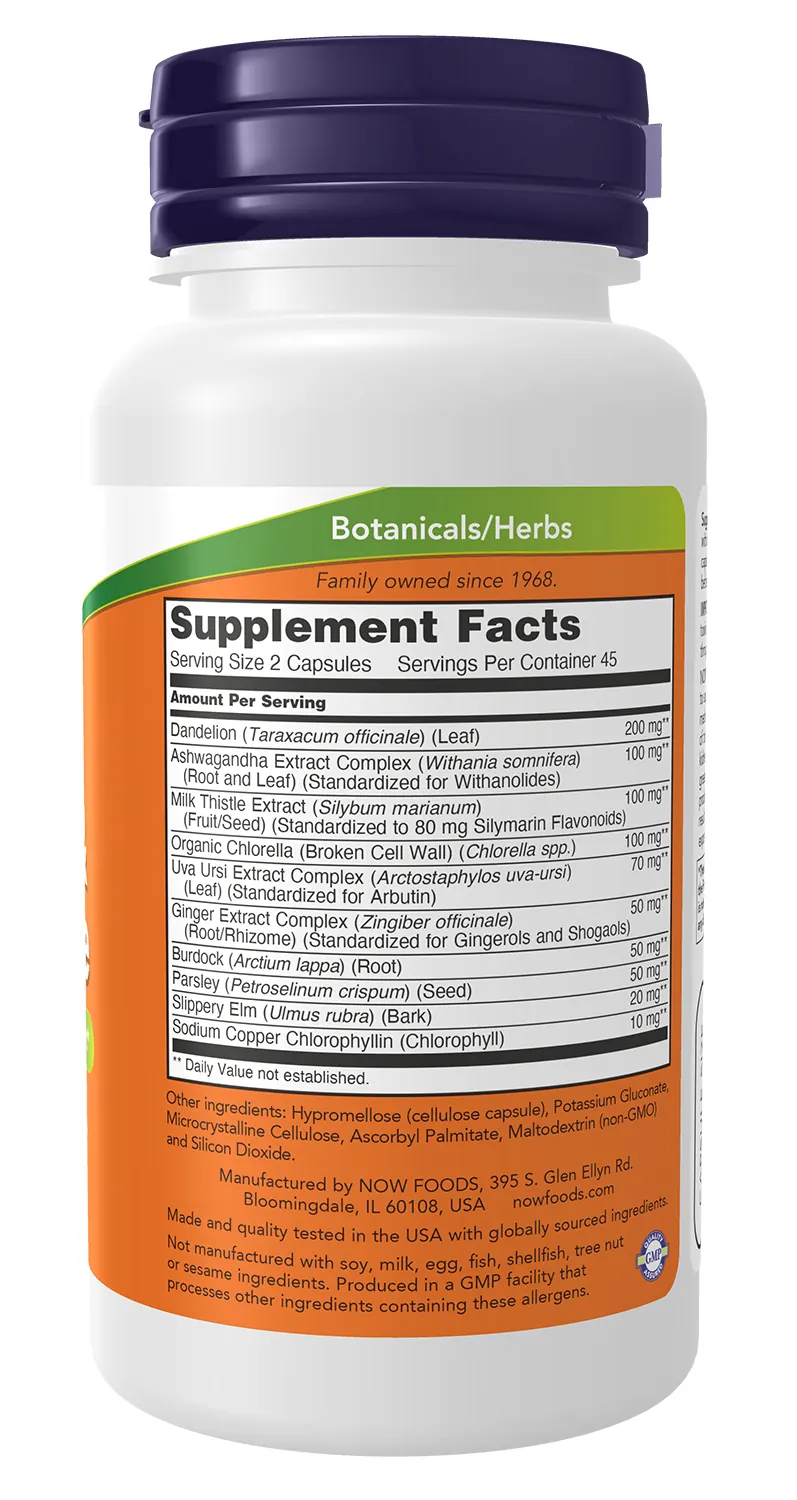 Botanicals/Herbs
Family owned since 1968.
Supplement Facts
Serving Size 2 Capsules Servings Per Container 45
Amount Per Serving
Dandelion (Taraxacum officinale) (Leaf) 200 mg**
Ashwagandha Extract Complex (Withania somnifera) 100 mg**
(Root and Leaf) (Standardized for Withanolides)
Milk Thistle Extract (Silybum marianum) 100 mg**
(Fruit/Seed) (Standardized to 80 mg Silymarin Flavonoids)
Organic Chlorella (Broken Cell Wall) (Chlorella spp.) 100 mg**
Uva Ursi Extract Complex (Arctostaphylos uva-ursi) 70 mg**
(Leaf) (Standardized for Arbutin)
Ginger Extract Complex (Zingiber officinale) 50 mg**
(Root/Rhizome) (Standardized for Gingerols and Shogaols)
Burdock (Arctium lappa) (Root) 50 mg**
Parsley (Petroselinum crispum) (Seed) 50 mg**
Slippery Elm (Ulmus rubra) (Bark) 20 mg**
Sodium Copper Chlorophyllin (Chlorophyll) 10 mg**
** Daily Value not established.
Other ingredients: Hypromellose (cellulose capsule), Potassium Gluconate,
Microcrystalline Cellulose, Ascorbyl Palmitate, Maltodextrin (non-GMO)
and Silicon Dioxide.
Manufactured by NOW FOODS, 395 S. Glen Ellyn Rd.
Bloomingdale, IL 60108, USA nowfoods.com
Made and quality tested in the USA with globally sourced ingredients.
Not manufactured with soy, milk, egg, fish, shellfish, tree nut
or sesame ingredients. Produced in a GMP facility that
processes other ingredients containing these allergens.
QUALITY
GMP
ASSURED